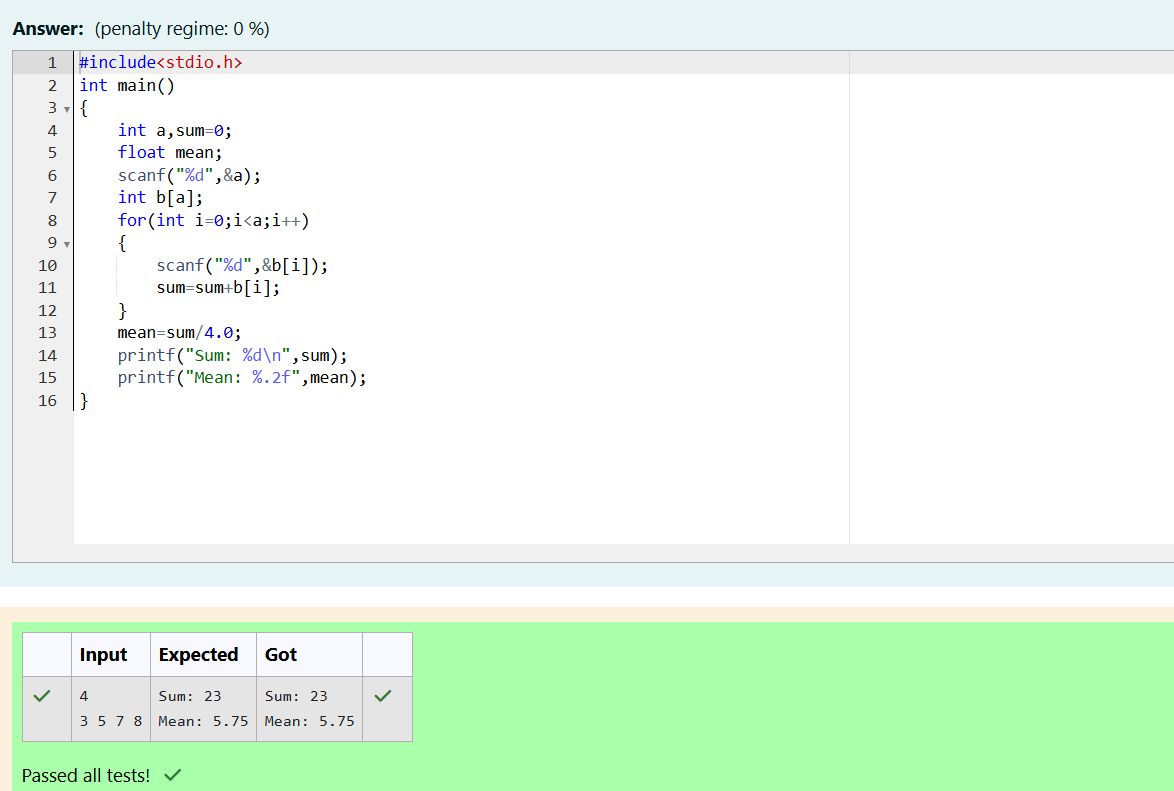 Answer: (penalty regime: 0 %)
1 #include<stdio.h>
2 int main()
3 {
4     int a,sum=0;
5     float mean;
6     scanf("%d",&a);
7     int b[a];
8     for(int i=0;i<a;i++)
9     {
10         scanf("%d",&b[i]);
11         sum=sum+b[i];
12     }
13     mean=sum/4.0;
14     printf("Sum: %d\n",sum);
15     printf("Mean: %.2f",mean);
16 }
Input Expected Got
4 Sum: 23 Sum: 23
3 5 7 8 Mean: 5.75 Mean: 5.75
Passed all tests!